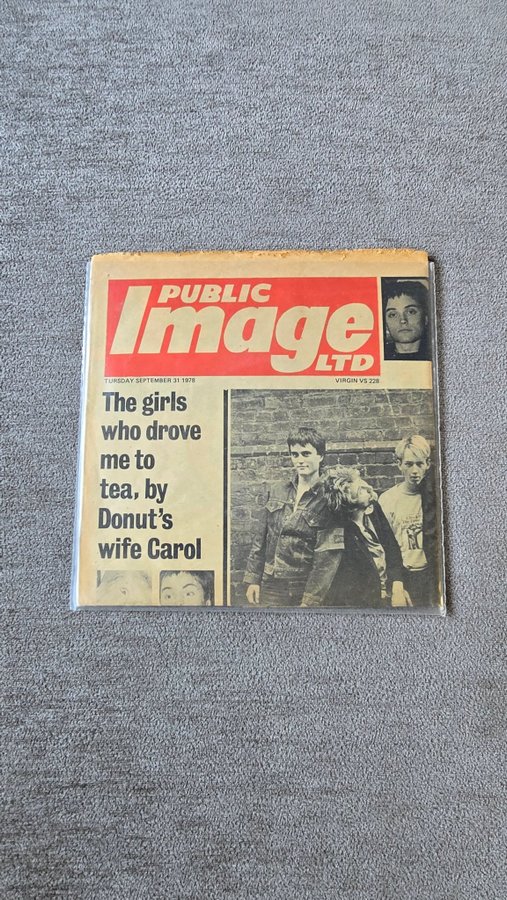 PUBLIC
Image
LTD
TURSDAY SEPTEMBER 31 1978
VIRGIN VS 228
The girls
who drove
me to
tea, by
Donut's
wife Carol